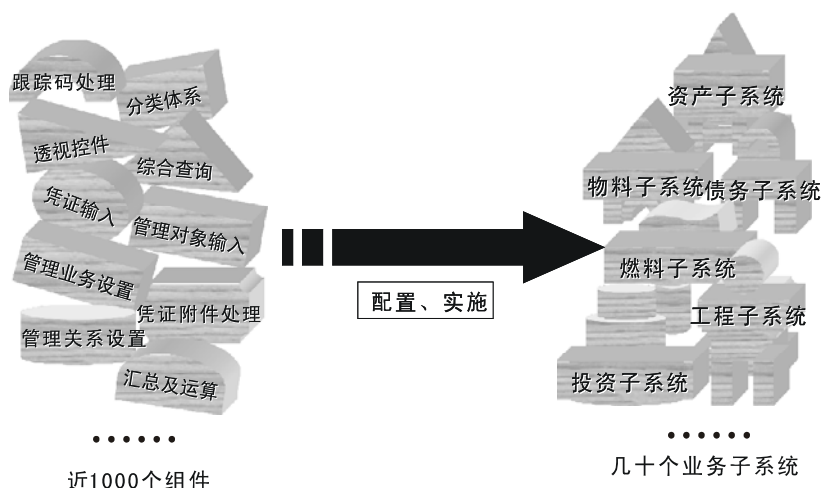 跟踪码处理
分类体系
透视控件
综合查询
凭证输入
管理对象输入
管理业务设置
凭证附件处理
管理关系设置
汇总及运算
······
近1000个组件
配置、实施
资产子系统
物料子系统
债务子系统
燃料子系统
工程子系统
投资子系统
······
几十个业务子系统